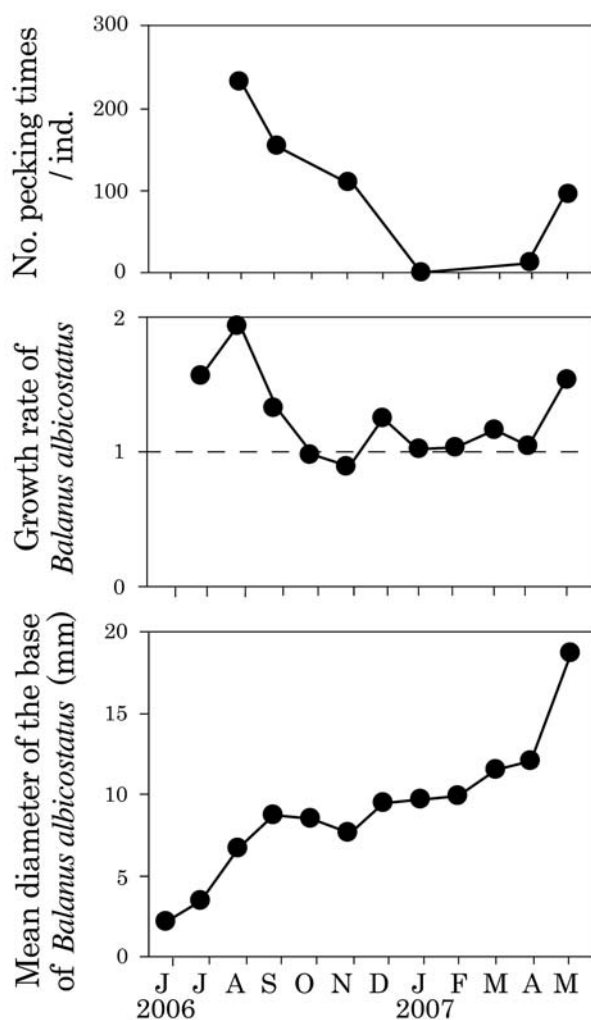 No. pecking times
/ ind.
300
200
100
0
Growth rate of
Balanus albicostatus
2
1
0
Mean diameter of the base
of Balanus albicostatus (mm)
20
15
10
5
0
J J A S O N D J F M A M
2006 2007